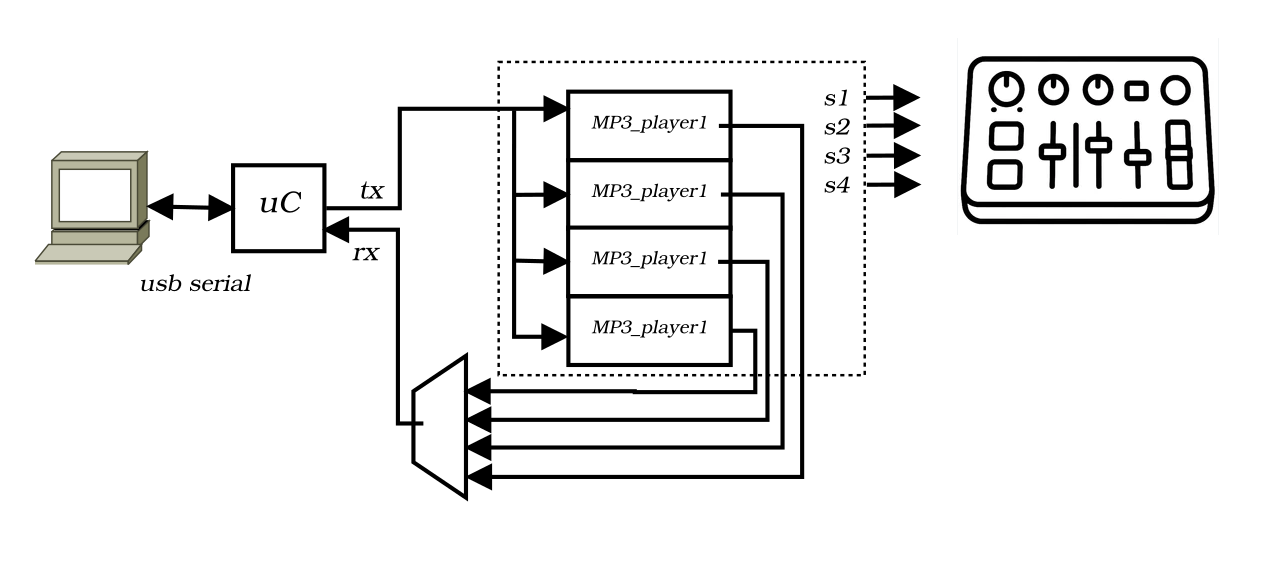 uC
tx
rx
usb serial
MP3_player1
MP3_player1
MP3_player1
MP3_player1
s1
s2
s3
s4